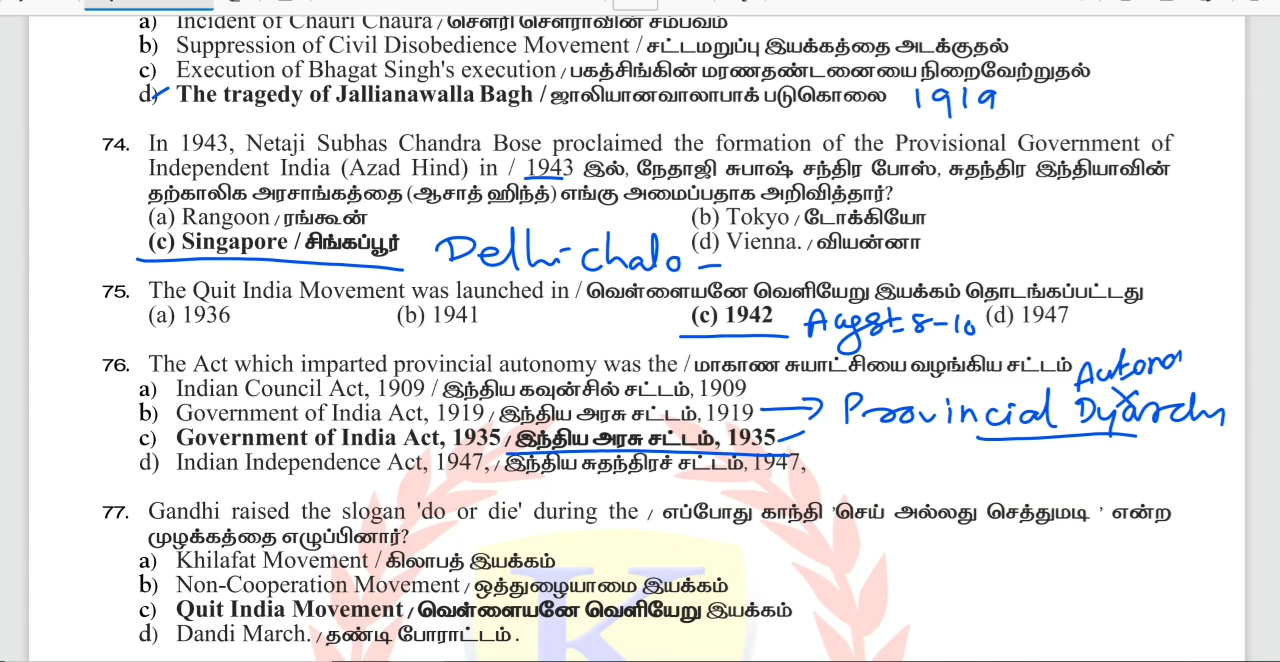 a) Incident of Chauri Chaura / சௌரி சௌராவின் சம்பவம்
b) Suppression of Civil Disobedience Movement / சட்டமறுப்பு இயக்கத்தை அடக்குதல்
c) Execution of Bhagat Singh's execution / பகத்சிங்கின் மரணதண்டனையை நிறைவேற்றுதல்
d) The tragedy of Jallianawalla Bagh / ஜாலியானவாலாபாக் படுகொலை 1919
74. In 1943, Netaji Subhas Chandra Bose proclaimed the formation of the Provisional Government of
Independent India (Azad Hind) in / 1943 இல், நேதாஜி சுபாஷ் சந்திர போஸ், சுதந்திர இந்தியாவின்
தற்காலிக அரசாங்கத்தை (ஆசாத் ஹிந்த்) எங்கு அமைப்பதாக அறிவித்தார்?
(a) Rangoon / ரங்கூன் (b) Tokyo / டோக்கியோ
(c) Singapore / சிங்கப்பூர் Delhi-chalo (d) Vienna. / வியன்னா
75. The Quit India Movement was launched in / வெள்ளையனே வெளியேறு இயக்கம் தொடங்கப்பட்டது
(a) 1936 (b) 1941 (c) 1942 8-10 (d) 1947
76. The Act which imparted provincial autonomy was the / மாகாண சுயாட்சியை வழங்கிய சட்டம்
a) Indian Council Act, 1909 / இந்திய கவுன்சில் சட்டம், 1909
b) Government of India Act, 1919 / இந்திய அரசு சட்டம், 1919 → Provincial
c) Government of India Act, 1935 / இந்திய அரசு சட்டம், 1935
d) Indian Independence Act, 1947, / இந்திய சுதந்திரச் சட்டம், 1947,
77. Gandhi raised the slogan 'do or die' during the / எப்போது காந்தி 'செய் அல்லது செத்துமடி ' என்ற
முழக்கத்தை எழுப்பினார்?
a) Khilafat Movement / கிலாபத் இயக்கம்
b) Non-Cooperation Movement / ஒத்துழையாமை இயக்கம்
c) Quit India Movement / வெள்ளையனே வெளியேறு இயக்கம்
d) Dandi March. / தண்டி போராட்டம் .